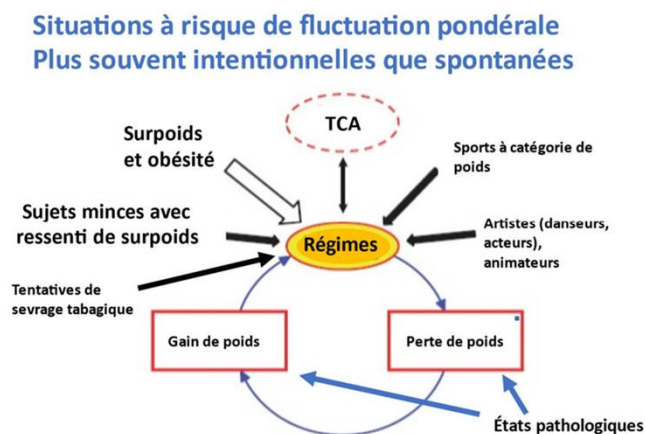 Situations à risque de fluctuation pondérale
Plus souvent intentionnelles que spontanées
TCA
Surpoids
et obésité
Sports à catégorie de
poids
Sujets minces avec
ressenti de surpoids
Régimes
Artistes (danseurs,
acteurs),
animateurs
Tentatives de
sevrage tabagique
Gain de poids
Perte de poids
États pathologiques